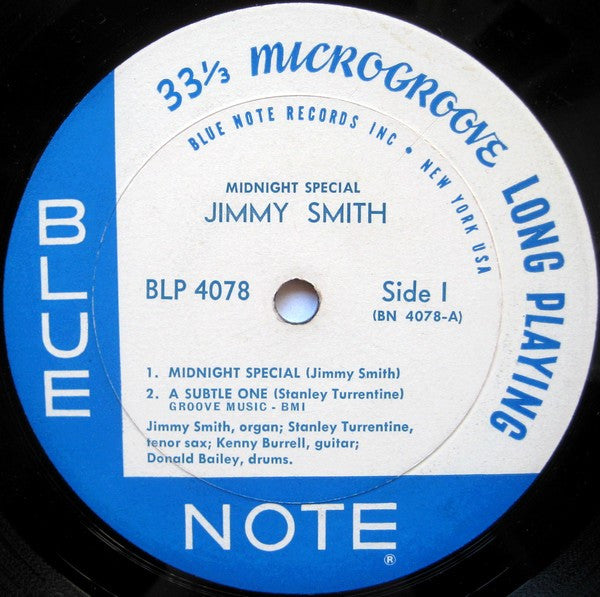 33⅓ MICROGROOVE LONG PLAYING
BLUE NOTE RECORDS INC • NEW YORK USA
MIDNIGHT SPECIAL
JIMMY SMITH
BLP 4078
Side 1
(BN 4078-A)
1. MIDNIGHT SPECIAL (Jimmy Smith)
2. A SUBTLE ONE (Stanley Turrentine)
GROOVE MUSIC - BMI
Jimmy Smith, organ; Stanley Turrentine,
tenor sax; Kenny Burrell, guitar;
Donald Bailey, drums.
BLUE
NOTE®